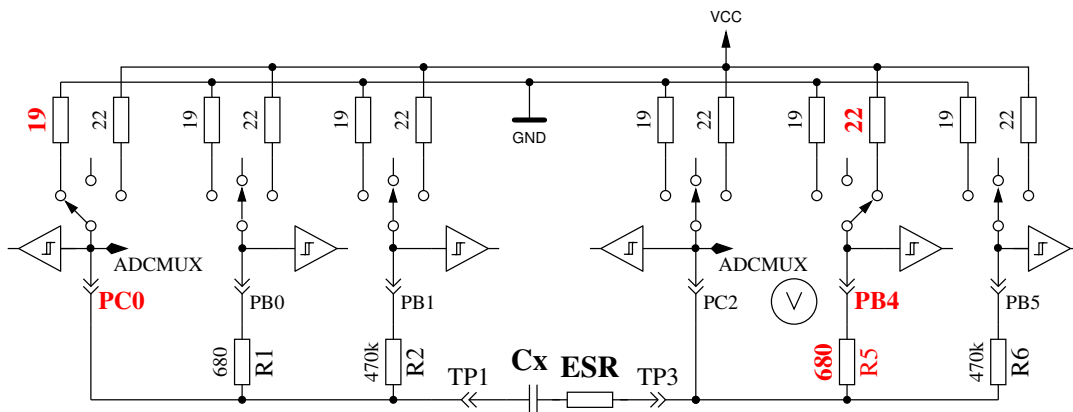 VCC
19
22
19
22
19
22
GND
19
22
19
22
19
22
ADCMUX
ADCMUX
PC0
PB0
PB1
PC2
V
PB4
PB5
680
R1
470k
R2
680
R5
470k
R6
TP1
Cx
ESR
TP3